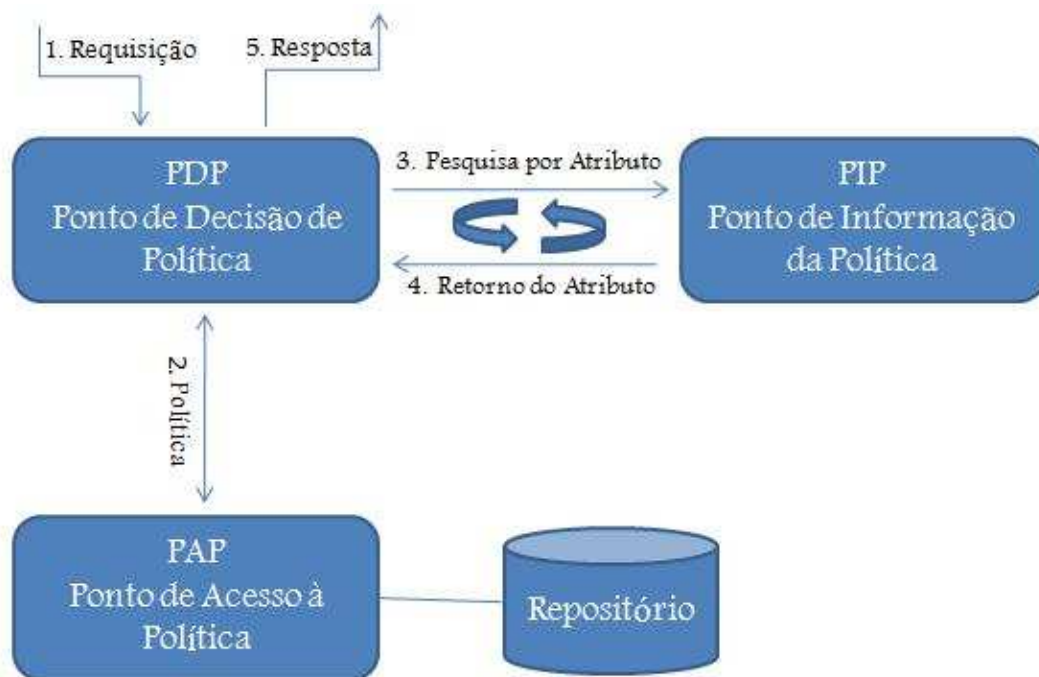 1. Requisição
5. Resposta
PDP
Ponto de Decisão de
Política
3. Pesquisa por Atributo
4. Retorno do Atributo
PIP
Ponto de Informação
da Política
2. Política
PAP
Ponto de Acesso à
Política
Repositório